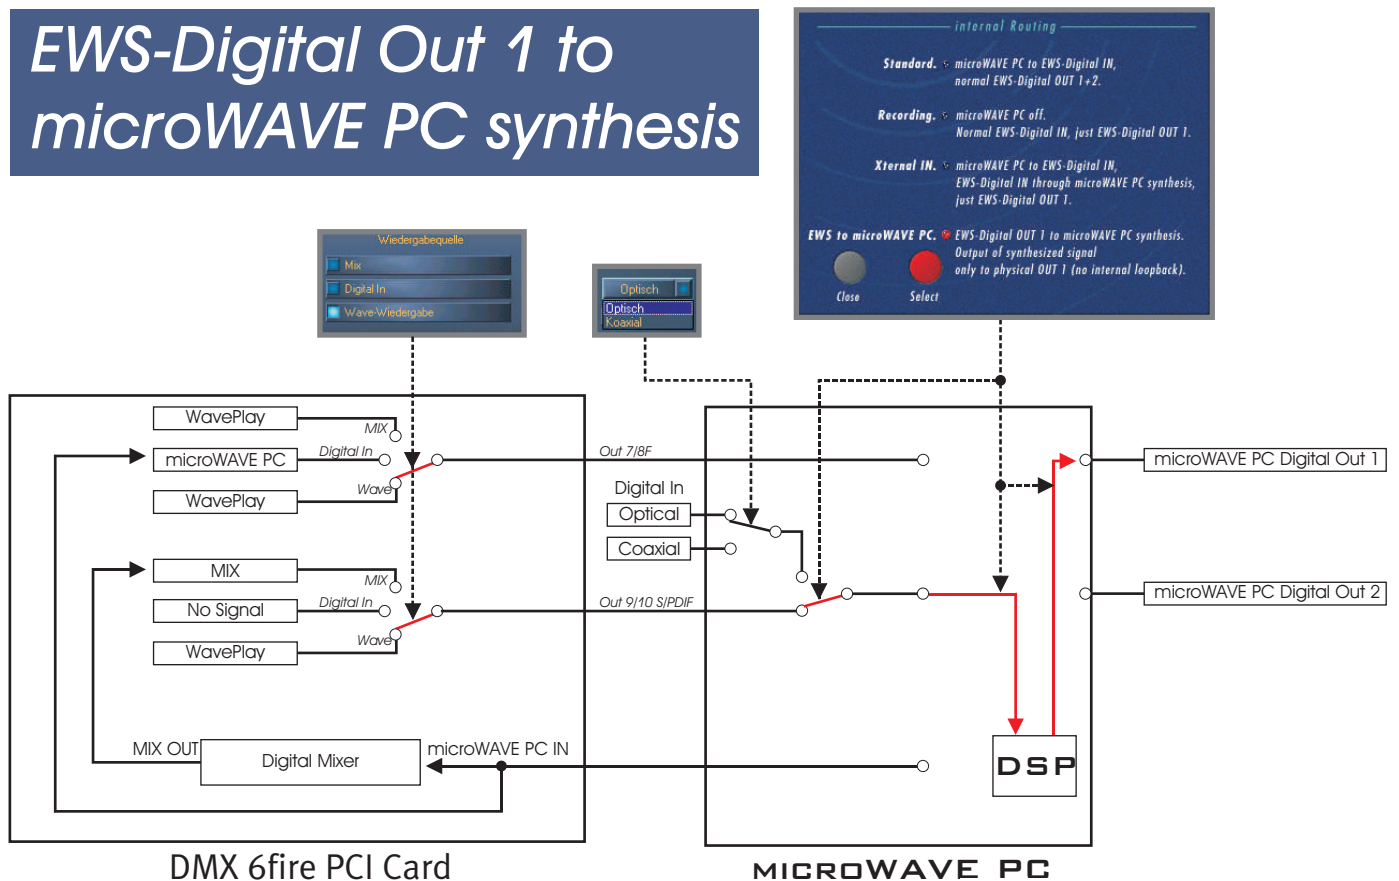 EWS-Digital Out 1 to
microWAVE PC synthesis
internal Routing
Standard. microWAVE PC to EWS-Digital IN,
normal EWS-Digital OUT 1+2.
Recording. microWAVE PC off.
Normal EWS-Digital IN, just EWS-Digital OUT 1.
Xternal IN. microWAVE PC to EWS-Digital IN,
EWS-Digital IN through microWAVE PC synthesis,
just EWS-Digital OUT 1.
EWS to microWAVE PC. EWS-Digital OUT 1 to microWAVE PC synthesis.
Output of synthesized signal
only to physical OUT 1 (no internal loopback).
Close
Select
Wiedergabequelle
Mix
Digital In
Wave-Wiedergabe
Optisch
Optisch
Koaxial
WavePlay
MIX
microWAVE PC
Digital In
WavePlay
Wave
Out 7/8F
Digital In
Optical
Coaxial
microWAVE PC Digital Out 1
MIX
MIX
No Signal
Digital In
WavePlay
Wave
Out 9/10 S/PDIF
microWAVE PC Digital Out 2
MIX OUT
Digital Mixer
microWAVE PC IN
DSP
DMX 6fire PCI Card
MICROWAVE PC